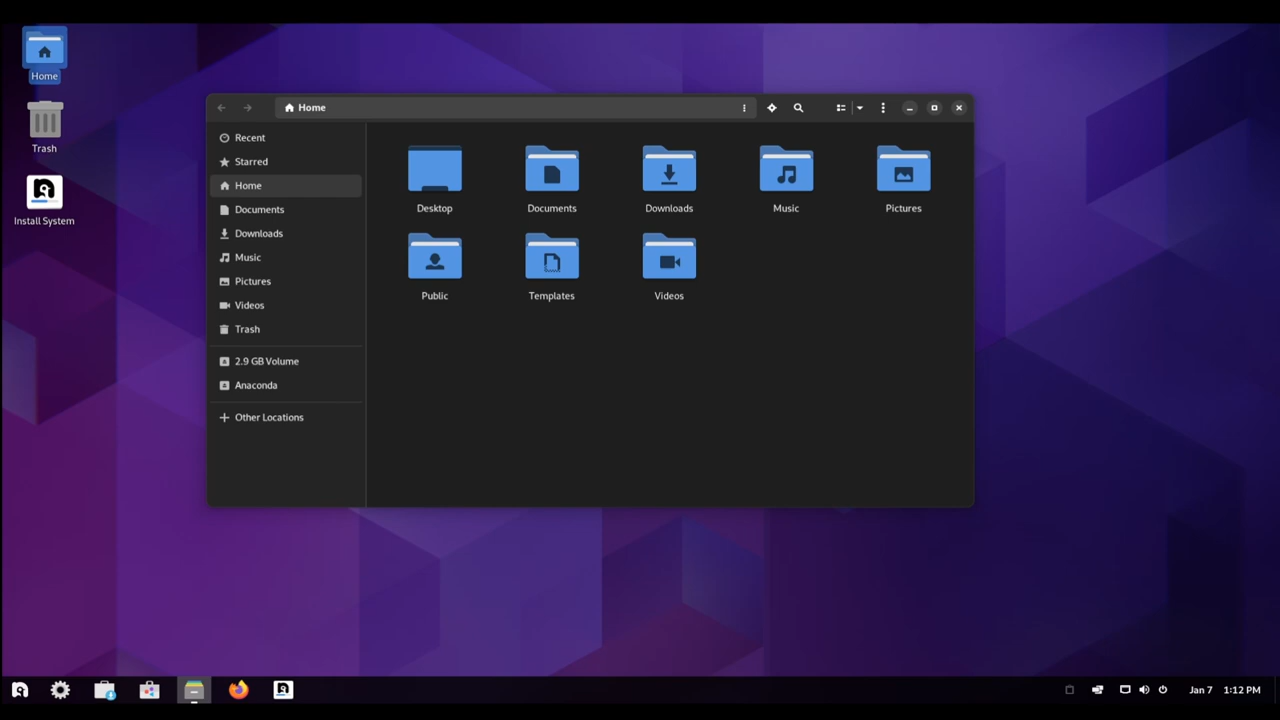 Home
Trash
Install System
Home
Recent
Starred
Home
Documents
Downloads
Music
Pictures
Videos
Trash
2.9 GB Volume
Anaconda
Other Locations
Desktop
Documents
Downloads
Music
Pictures
Public
Templates
Videos
Jan 7 1:12 PM